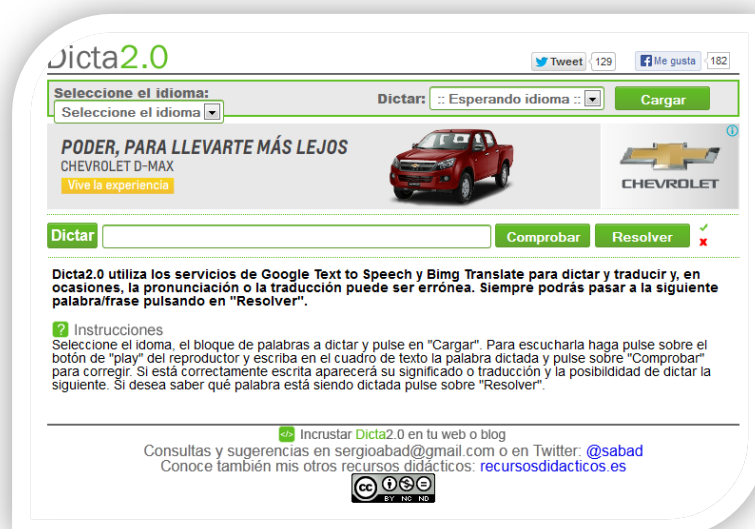 Dicta2.0
Tweet 129 Me gusta 182
Seleccione el idioma:
Seleccione el idioma
Dictar: :: Esperando idioma :: Cargar
PODER, PARA LLEVARTE MÁS LEJOS
CHEVROLET D-MAX
Vive la experiencia
CHEVROLET
Dictar Comprobar Resolver
Dicta2.0 utiliza los servicios de Google Text to Speech y Bimg Translate para dictar y traducir y, en
ocasiones, la pronunciación o la traducción puede ser errónea. Siempre podrás pasar a la siguiente
palabra/frase pulsando en "Resolver".
? Instrucciones
Seleccione el idoma, el bloque de palabras a dictar y pulse en "Cargar". Para escucharla haga pulse sobre el
botón de "play" del reproductor y escriba en el cuadro de texto la palabra dictada y pulse sobre "Comprobar"
para corregir. Si está correctamente escrita aparecerá su significado o traducción y la posibildidad de dictar la
siguiente. Si desea saber qué palabra está siendo dictada pulse sobre "Resolver".
</> Incrustar Dicta2.0 en tu web o blog
Consultas y sugerencias en sergioabad@gmail.com o en Twitter: @sabad
Conoce también mis otros recursos didácticos: recursosdidacticos.es
cc
BY NC ND